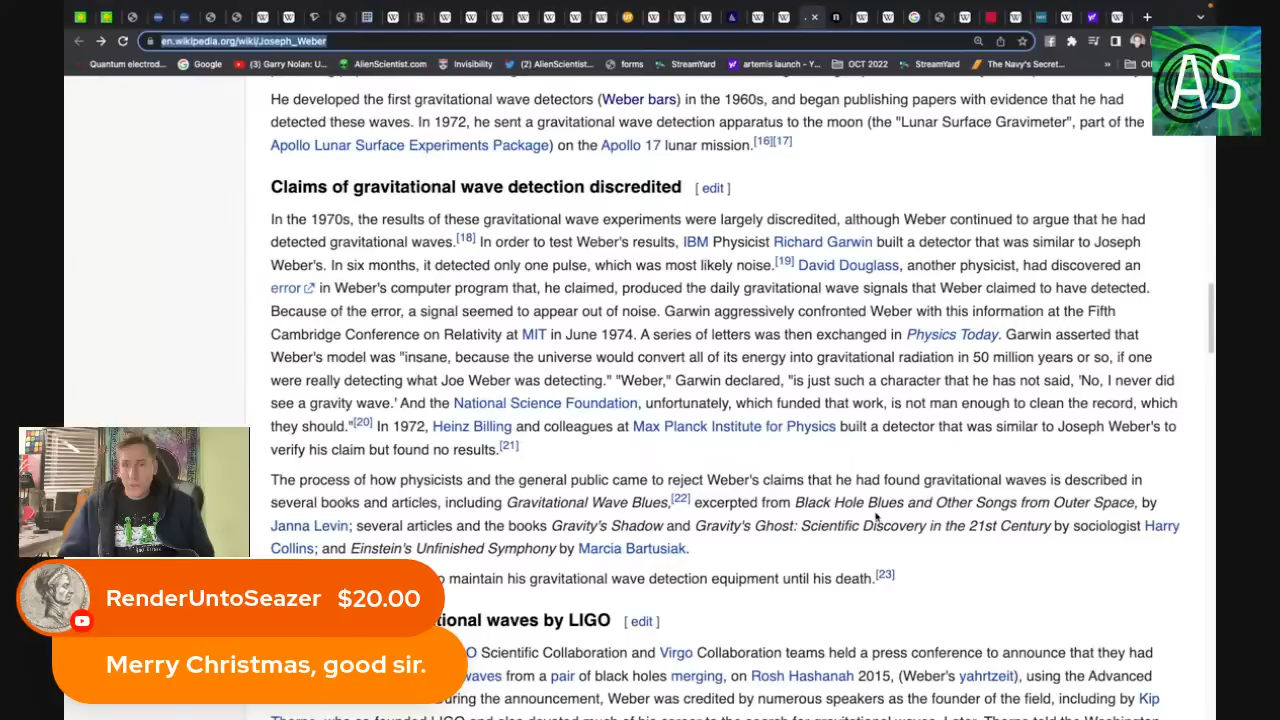 en.wikipedia.org/wiki/Joseph_Weber
AS
Quantum electrod... Google (3) Garry Nolan: U... AlienScientist.com Invisibility (2) AlienScientist... forms StreamYard artemis launch - Y... OCT 2022 StreamYard The Navy's Secret... »
He developed the first gravitational wave detectors (Weber bars) in the 1960s, and began publishing papers with evidence that he had
detected these waves. In 1972, he sent a gravitational wave detection apparatus to the moon (the "Lunar Surface Gravimeter", part of the
Apollo Lunar Surface Experiments Package) on the Apollo 17 lunar mission.[16][17]
Claims of gravitational wave detection discredited [ edit ]
In the 1970s, the results of these gravitational wave experiments were largely discredited, although Weber continued to argue that he had
detected gravitational waves.[18] In order to test Weber's results, IBM Physicist Richard Garwin built a detector that was similar to Joseph
Weber's. In six months, it detected only one pulse, which was most likely noise.[19] David Douglass, another physicist, had discovered an
error in Weber's computer program that, he claimed, produced the daily gravitational wave signals that Weber claimed to have detected.
Because of the error, a signal seemed to appear out of noise. Garwin aggressively confronted Weber with this information at the Fifth
Cambridge Conference on Relativity at MIT in June 1974. A series of letters was then exchanged in Physics Today. Garwin asserted that
Weber's model was "insane, because the universe would convert all of its energy into gravitational radiation in 50 million years or so, if one
were really detecting what Joe Weber was detecting." "Weber," Garwin declared, "is just such a character that he has not said, 'No, I never did
see a gravity wave.' And the National Science Foundation, unfortunately, which funded that work, is not man enough to clean the record, which
they should."[20] In 1972, Heinz Billing and colleagues at Max Planck Institute for Physics built a detector that was similar to Joseph Weber's to
verify his claim but found no results.[21]
The process of how physicists and the general public came to reject Weber's claims that he had found gravitational waves is described in
several books and articles, including Gravitational Wave Blues,[22] excerpted from Black Hole Blues and Other Songs from Outer Space, by
Janna Levin; several articles and the books Gravity's Shadow and Gravity's Ghost: Scientific Discovery in the 21st Century by sociologist Harry
Collins; and Einstein's Unfinished Symphony by Marcia Bartusiak.
o maintain his gravitational wave detection equipment until his death.[23]
RenderUntoSeazer $20.00
tional waves by LIGO [ edit ]
O Scientific Collaboration and Virgo Collaboration teams held a press conference to announce that they had
Merry Christmas, good sir.
waves from a pair of black holes merging, on Rosh Hashanah 2015, (Weber's yahrtzeit), using the Advanced
uring the announcement, Weber was credited by numerous speakers as the founder of the field, including by Kip